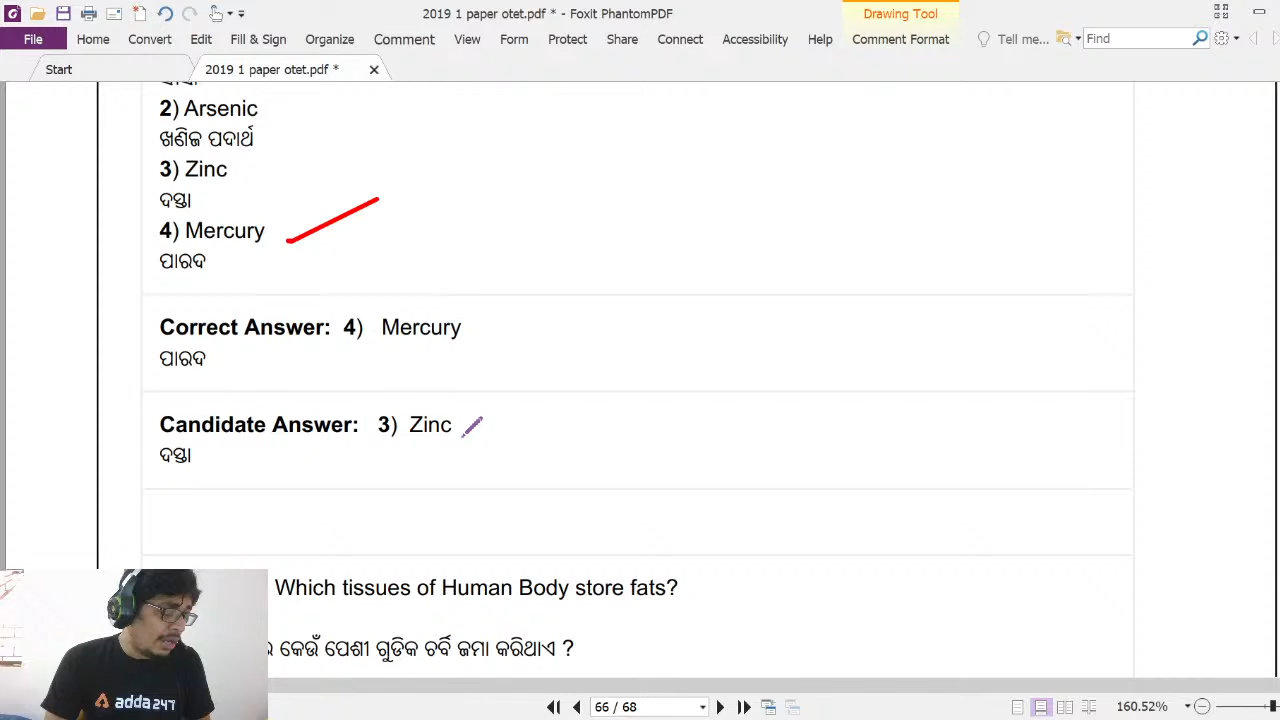 2019 1 paper otet.pdf * - Foxit PhantomPDF
Drawing Tool
File Home Convert Edit Fill & Sign Organize Comment View Form Protect Share Connect Accessibility Help Comment Format Tell me... Find
Start 2019 1 paper otet.pdf *
2) Arsenic
ଖଣିଜ ପଦାର୍ଥ
3) Zinc
ଦସ୍ତା
4) Mercury
ପାରଦ
Correct Answer: 4) Mercury
ପାରଦ
Candidate Answer: 3) Zinc
ଦସ୍ତା
Which tissues of Human Body store fats?
କେଉଁ ପେଶୀ ଗୁଡିକ ଚର୍ବି ଜମା କରିଥାଏ ?
adda247
66 / 68
160.52%